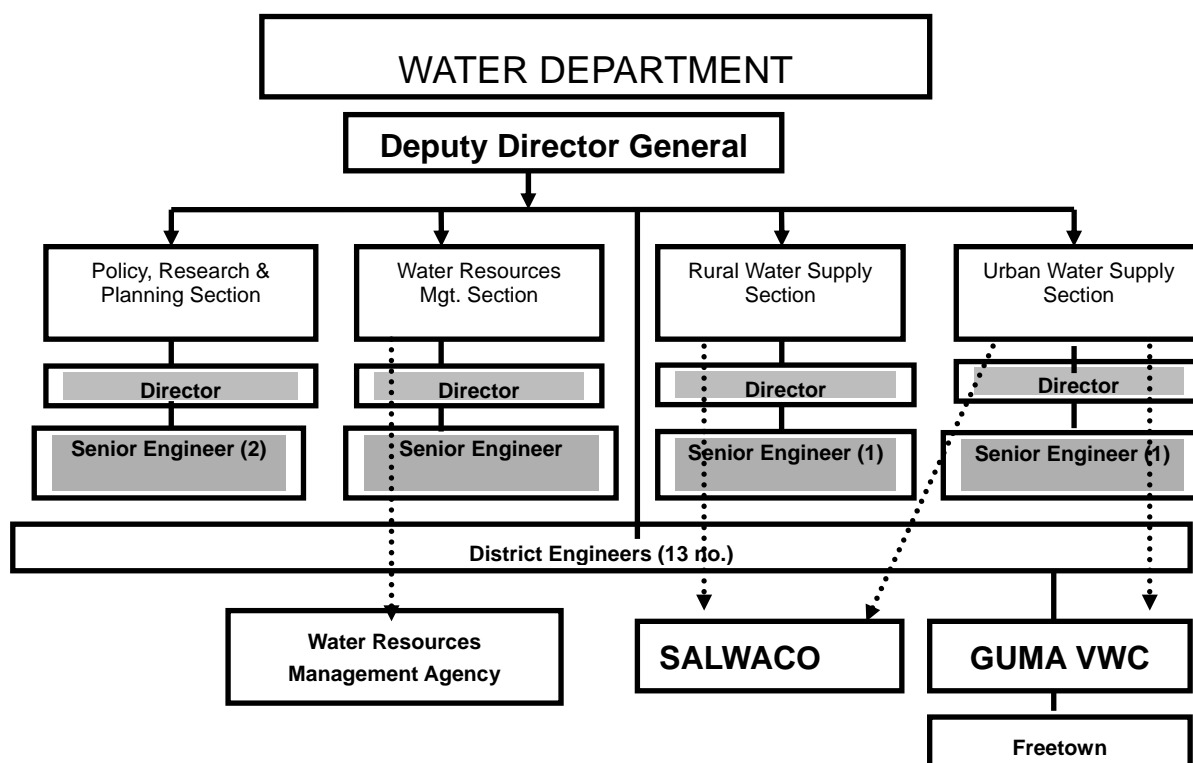 WATER DEPARTMENT
Deputy Director General
Policy, Research &
Planning Section
Water Resources
Mgt. Section
Rural Water Supply
Section
Urban Water Supply
Section
Director
Director
Director
Director
Senior Engineer (2)
Senior Engineer
Senior Engineer (1)
Senior Engineer (1)
District Engineers (13 no.)
Water Resources
Management Agency
SALWACO
GUMA VWC
Freetown